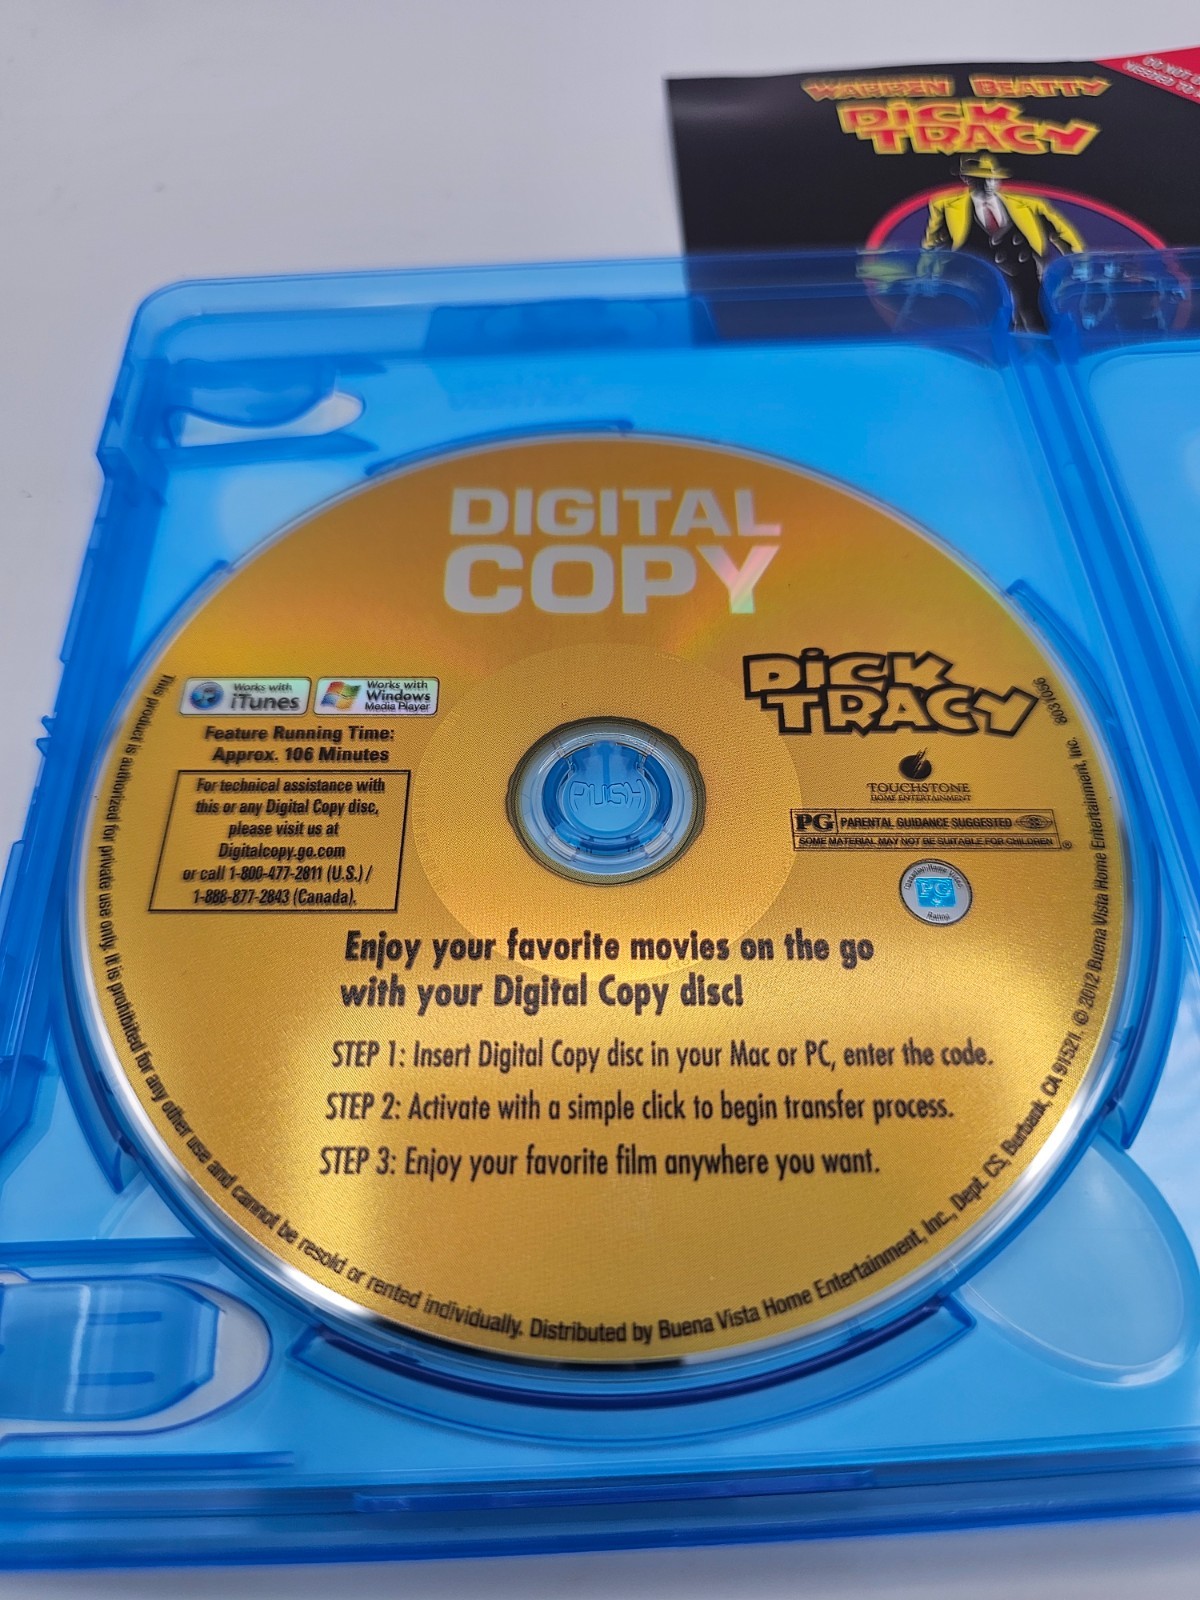 WARREN BEATTY
DiCK
TRACY
DO NOT
NEEDED TO
DIGITAL
COPY
Works with
iTunes
Works with
Windows
Media Player
Feature Running Time:
Approx. 106 Minutes
For technical assistance with
this or any Digital Copy disc,
please visit us at
Digitalcopy.go.com
or call 1-800-477-2811 (U.S.) /
1-888-877-2843 (Canada).
DiCK
TRACY
TOUCHSTONE
HOME ENTERTAINMENT
PG PARENTAL GUIDANCE SUGGESTED
SOME MATERIAL MAY NOT BE SUITABLE FOR CHILDREN ®
Canadian Home Video
PG
PUSH
Enjoy your favorite movies on the go
with your Digital Copy disc!
STEP 1: Insert Digital Copy disc in your Mac or PC, enter the code.
STEP 2: Activate with a simple click to begin transfer process.
STEP 3: Enjoy your favorite film anywhere you want.
This product is authorized for private use only. It is prohibited for any other use and cannot be resold or rented individually. Distributed by Buena Vista Home Entertainment, Inc., Dept. CS, Burbank, CA 91521. © 2012 Buena Vista Home Entertainment, Inc.